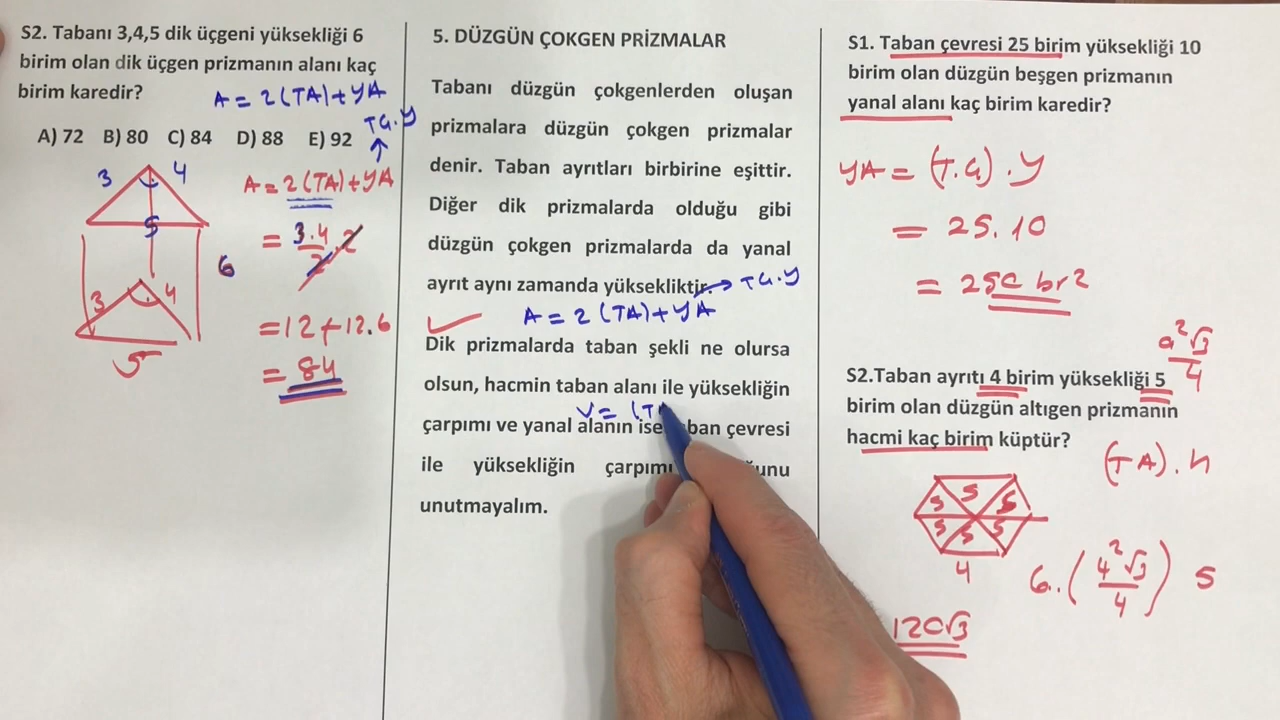 S2. Tabanı 3,4,5 dik üçgeni yüksekliği 6
birim olan dik üçgen prizmanın alanı kaç
birim karedir?
A = 2(TA)+YA
A) 72 B) 80 C) 84 D) 88 E) 92
TÇ.Y
3 4
5
6
3 4
5
A = 2(TA)+YA
= 3.4/2 .2
= 12+12.6
= 84
5. DÜZGÜN ÇOKGEN PRİZMALAR
Tabanı düzgün çokgenlerden oluşan
prizmalara düzgün çokgen prizmalar
denir. Taban ayrıtları birbirine eşittir.
Diğer dik prizmalarda olduğu gibi
düzgün çokgen prizmalarda da yanal
ayrıt aynı zamanda yüksekliktir. → TÇ.Y
A = 2(TA)+YA
Dik prizmalarda taban şekli ne olursa
olsun, hacmin taban alanı ile yüksekliğin
V = (T
çarpımı ve yanal alanın ise taban çevresi
ile yüksekliğin çarpımı
unutmayalım.
S1. Taban çevresi 25 birim yüksekliği 10
birim olan düzgün beşgen prizmanın
yanal alanı kaç birim karedir?
YA = (T.Ç).Y
= 25.10
= 250 br2
a²√3/4
S2.Taban ayrıtı 4 birim yüksekliği 5
birim olan düzgün altıgen prizmanın
hacmi kaç birim küptür?
(TA).h
S S S
S S S
4
6.(4²√3/4) 5
120√3